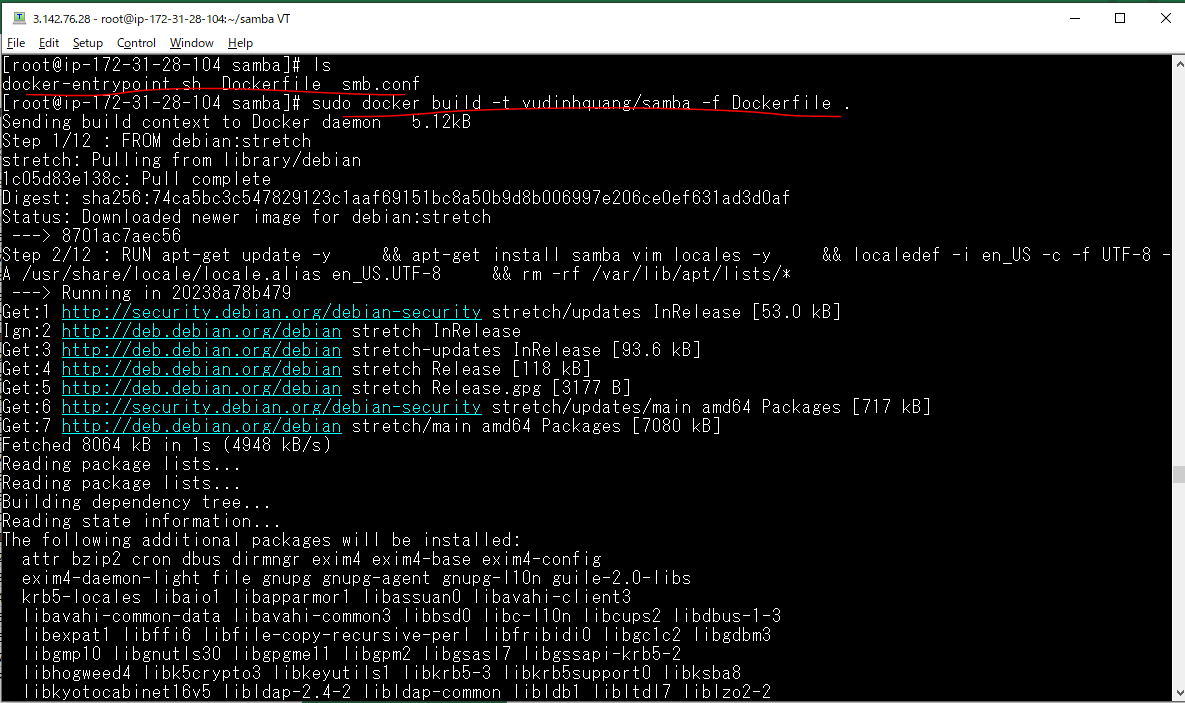 3.142.76.28 - root@ip-172-31-28-104:~/samba VT
File Edit Setup Control Window Help
[root@ip-172-31-28-104 samba]# ls
docker-entrypoint.sh  Dockerfile  smb.conf
[root@ip-172-31-28-104 samba]# sudo docker build -t vudinhquang/samba -f Dockerfile .
Sending build context to Docker daemon   5.12kB
Step 1/12 : FROM debian:stretch
stretch: Pulling from library/debian
1c05d83e138c: Pull complete
Digest: sha256:74ca5bc3c547829123c1aaf69151bc8a50b9d8b006997e206ce0ef631ad3d0af
Status: Downloaded newer image for debian:stretch
 ---> 8701ac7aec56
Step 2/12 : RUN apt-get update -y     && apt-get install samba vim locales -y     && localedef -i en_US -c -f UTF-8 -
A /usr/share/locale/locale.alias en_US.UTF-8     && rm -rf /var/lib/apt/lists/*
 ---> Running in 20238a78b479
Get:1 http://security.debian.org/debian-security stretch/updates InRelease [53.0 kB]
Ign:2 http://deb.debian.org/debian stretch InRelease
Get:3 http://deb.debian.org/debian stretch-updates InRelease [93.6 kB]
Get:4 http://deb.debian.org/debian stretch Release [118 kB]
Get:5 http://deb.debian.org/debian stretch Release.gpg [3177 B]
Get:6 http://security.debian.org/debian-security stretch/updates/main amd64 Packages [717 kB]
Get:7 http://deb.debian.org/debian stretch/main amd64 Packages [7080 kB]
Fetched 8064 kB in 1s (4948 kB/s)
Reading package lists...
Reading package lists...
Building dependency tree...
Reading state information...
The following additional packages will be installed:
  attr bzip2 cron dbus dirmngr exim4 exim4-base exim4-config
  exim4-daemon-light file gnupg gnupg-agent gnupg-l10n guile-2.0-libs
  krb5-locales libaio1 libapparmor1 libassuan0 libavahi-client3
  libavahi-common-data libavahi-common3 libbsd0 libc-l10n libcups2 libdbus-1-3
  libexpat1 libffi6 libfile-copy-recursive-perl libfribidi0 libgc1c2 libgdbm3
  libgmp10 libgnutls30 libgpgme11 libgpm2 libgsasl7 libgssapi-krb5-2
  libhogweed4 libk5crypto3 libkeyutils1 libkrb5-3 libkrb5support0 libksba8
  libkyotocabinet16v5 libldap-2.4-2 libldap-common libldb1 libltdl7 liblzo2-2